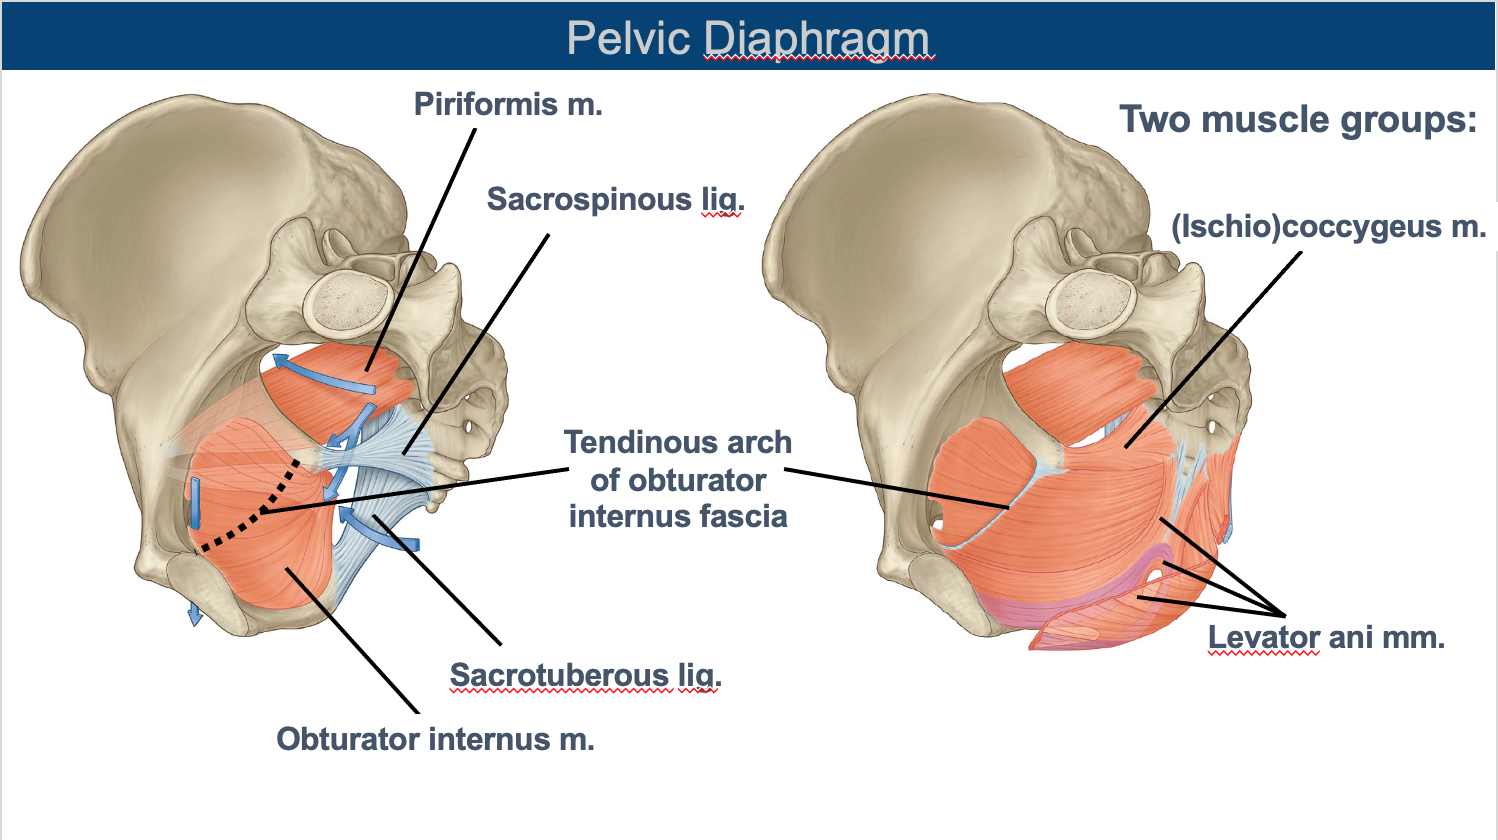 Pelvic Diaphragm
Piriformis m.
Two muscle groups:
Sacrospinous lig.
(Ischio)coccygeus m.
Tendinous arch
of obturator
internus fascia
Levator ani mm.
Sacrotuberous lig.
Obturator internus m.